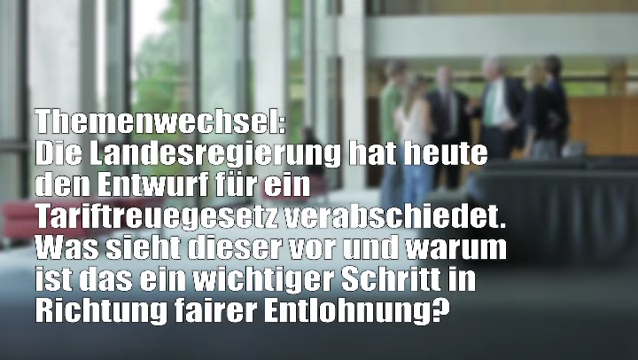 Themenwechsel:
Die Landesregierung hat heute
den Entwurf für ein
Tariftreuegesetz verabschiedet.
Was sieht dieser vor und warum
ist das ein wichtiger Schritt in
Richtung fairer Entlohnung?